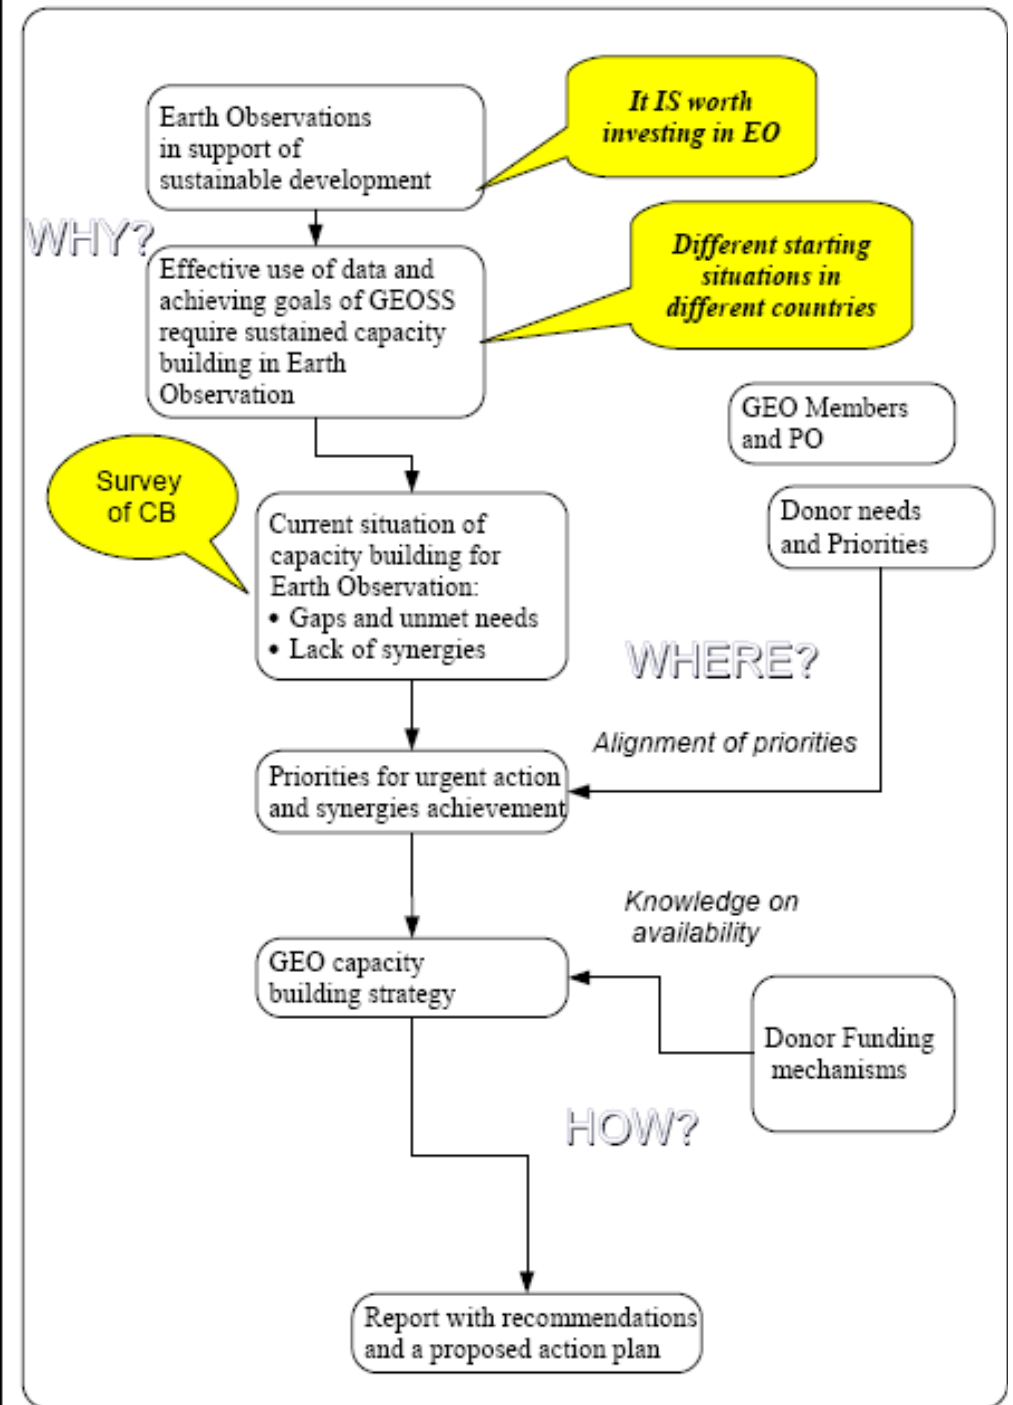 It IS worth
investing in EO
Earth Observations
in support of
sustainable development
WHY?
Different starting
situations in
different countries
Effective use of data and
achieving goals of GEOSS
require sustained capacity
building in Earth
Observation
GEO Members
and PO
Survey
of CB
Donor needs
and Priorities
Current situation of
capacity building for
Earth Observation:
• Gaps and unmet needs
• Lack of synergies
WHERE?
Alignment of priorities
Priorities for urgent action
and synergies achievement
Knowledge on
availability
GEO capacity
building strategy
Donor Funding
mechanisms
HOW?
Report with recommendations
and a proposed action plan